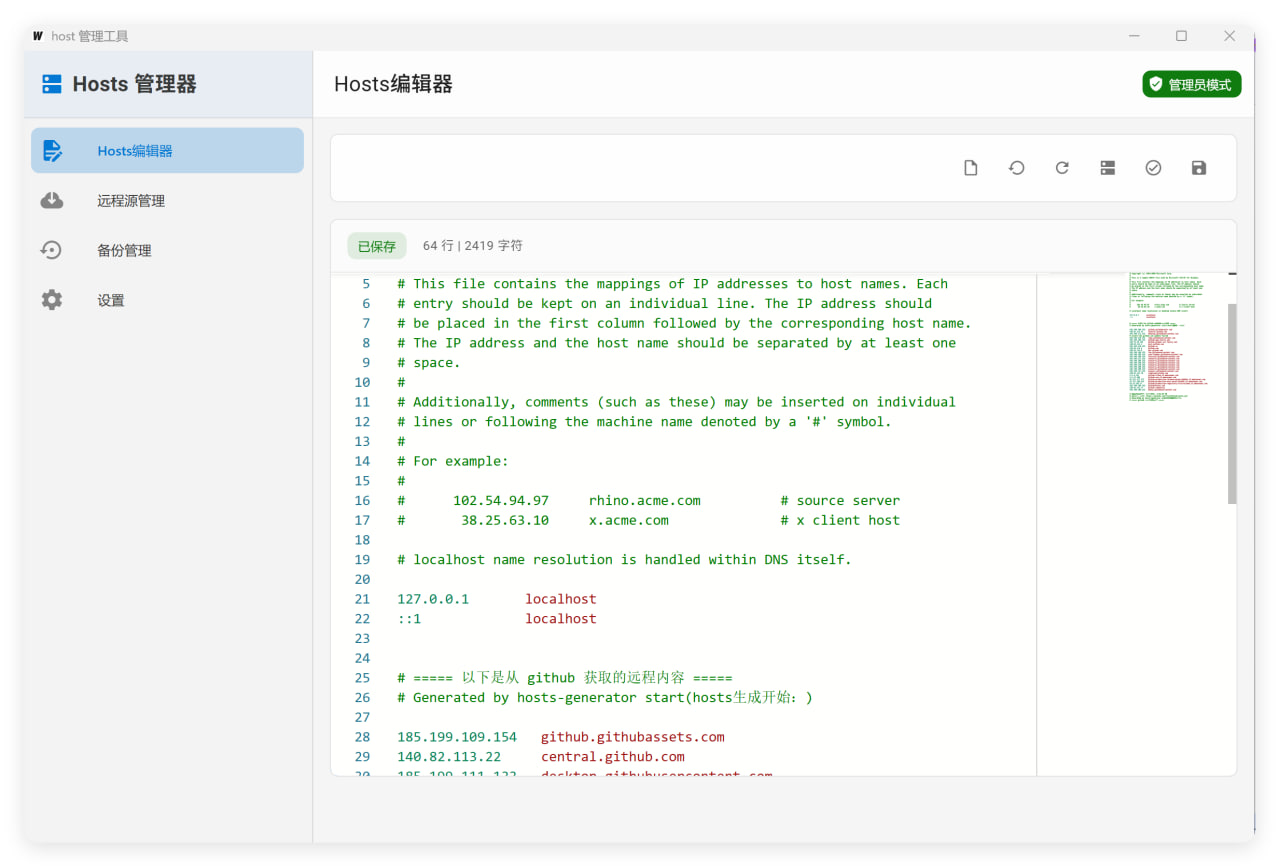 W host 管理工具
Hosts 管理器
Hosts编辑器
管理员模式
Hosts编辑器
远程源管理
备份管理
设置
已保存 64 行 | 2419 字符
5 # This file contains the mappings of IP addresses to host names. Each
6 # entry should be kept on an individual line. The IP address should
7 # be placed in the first column followed by the corresponding host name.
8 # The IP address and the host name should be separated by at least one
9 # space.
10 #
11 # Additionally, comments (such as these) may be inserted on individual
12 # lines or following the machine name denoted by a '#' symbol.
13 #
14 # For example:
15 #
16 #      102.54.94.97     rhino.acme.com          # source server
17 #       38.25.63.10     x.acme.com              # x client host
18
19 # localhost name resolution is handled within DNS itself.
20
21 127.0.0.1       localhost
22 ::1             localhost
23
24
25 # ===== 以下是从 github 获取的远程内容 =====
26 # Generated by hosts-generator start(hosts生成开始: )
27
28 185.199.109.154   github.githubassets.com
29 140.82.113.22     central.github.com
30 185.199.111.133   desktop.githubusercontent.com